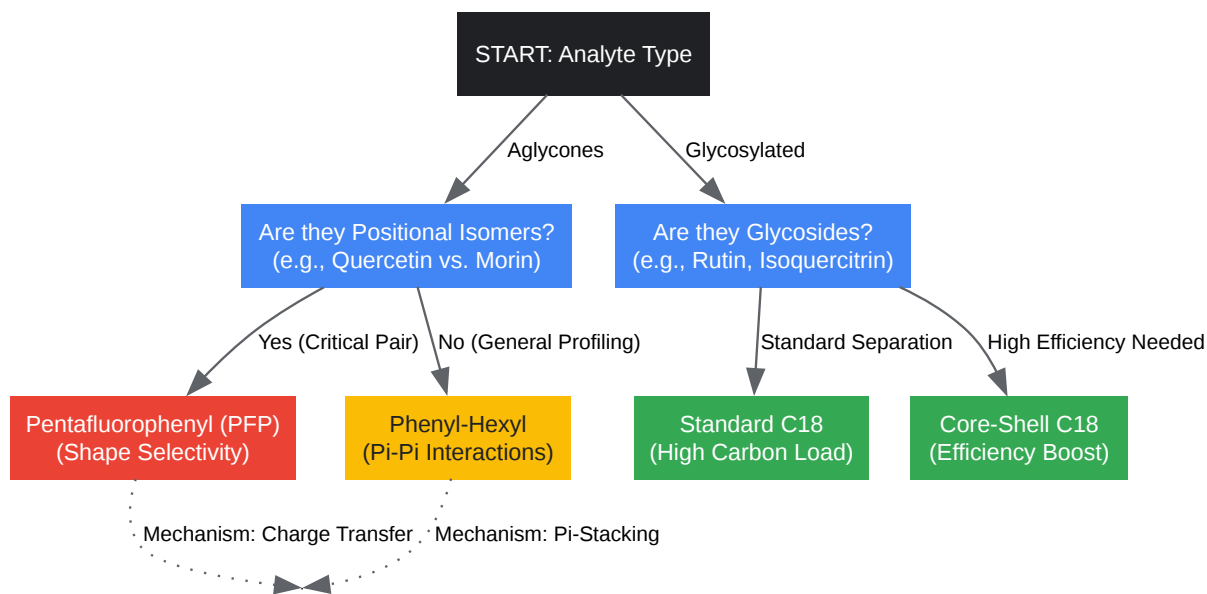 START: Analyte Type
Aglycones
Glycosylated
Are they Positional Isomers?
(e.g., Quercetin vs. Morin)
Are they Glycosides?
(e.g., Rutin, Isoquercitrin)
Yes (Critical Pair)
No (General Profiling)
Standard Separation
High Efficiency Needed
Pentafluorophenyl (PFP)
(Shape Selectivity)
Phenyl-Hexyl
(Pi-Pi Interactions)
Standard C18
(High Carbon Load)
Core-Shell C18
(Efficiency Boost)
Mechanism: Charge Transfer
Mechanism: Pi-Stacking